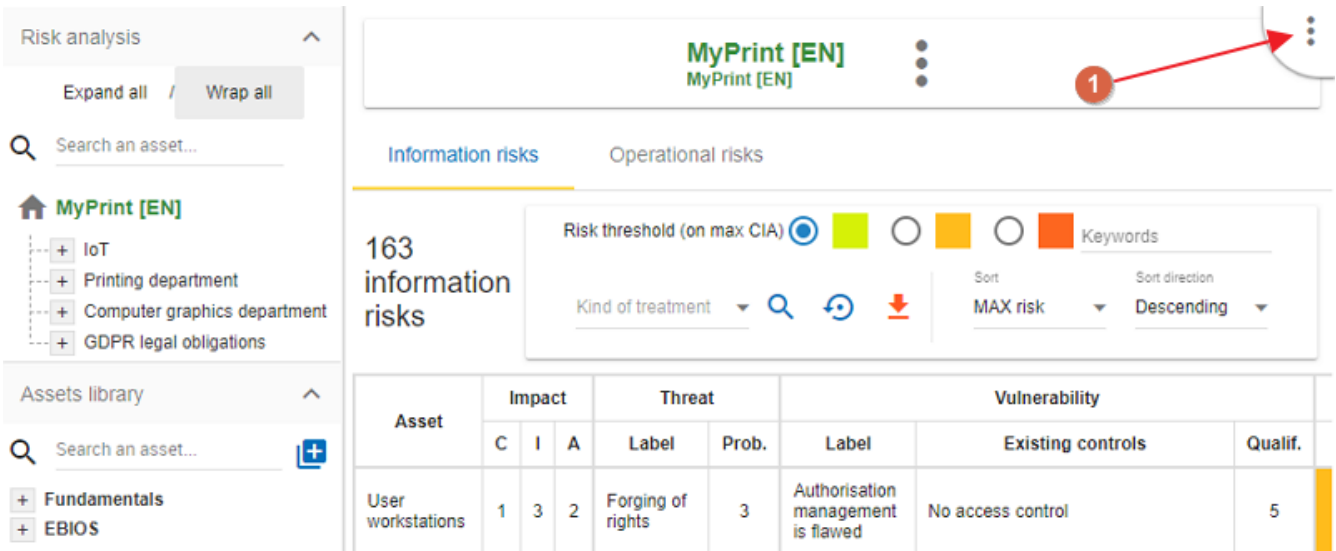 Risk analysis
Expand all / Wrap all
Search an asset...
MyPrint [EN]
+ IoT
+ Printing department
+ Computer graphics department
+ GDPR legal obligations
Assets library
Search an asset...
+ Fundamentals
+ EBIOS
MyPrint [EN]
MyPrint [EN]
1
Information risks Operational risks
163
information
risks
Risk threshold (on max CIA) Keywords
Kind of treatment
Sort
MAX risk
Sort direction
Descending
Asset Impact Threat Vulnerability
C I A Label Prob. Label Existing controls Qualif.
User
workstations
1 3 2
Forging of
rights
3
Authorisation
management
is flawed
No access control
5